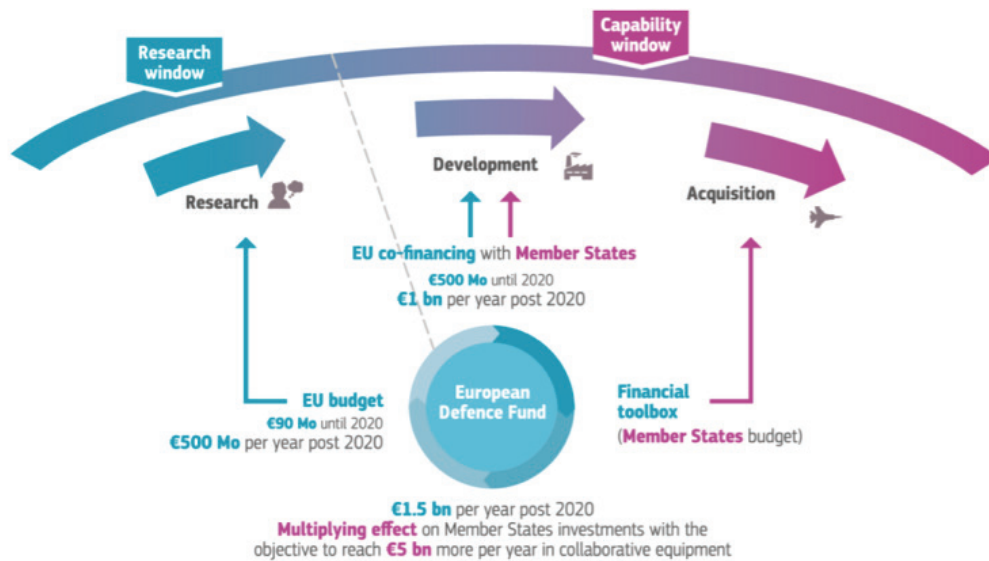 Research
window
Capability
window
Research
Development
Acquisition
EU co-financing with Member States
€500 Mo until 2020
€1 bn per year post 2020
EU budget
€90 Mo until 2020
€500 Mo per year post 2020
European
Defence Fund
Financial
toolbox
(Member States budget)
€1.5 bn per year post 2020
Multiplying effect on Member States investments with the
objective to reach €5 bn more per year in collaborative equipment